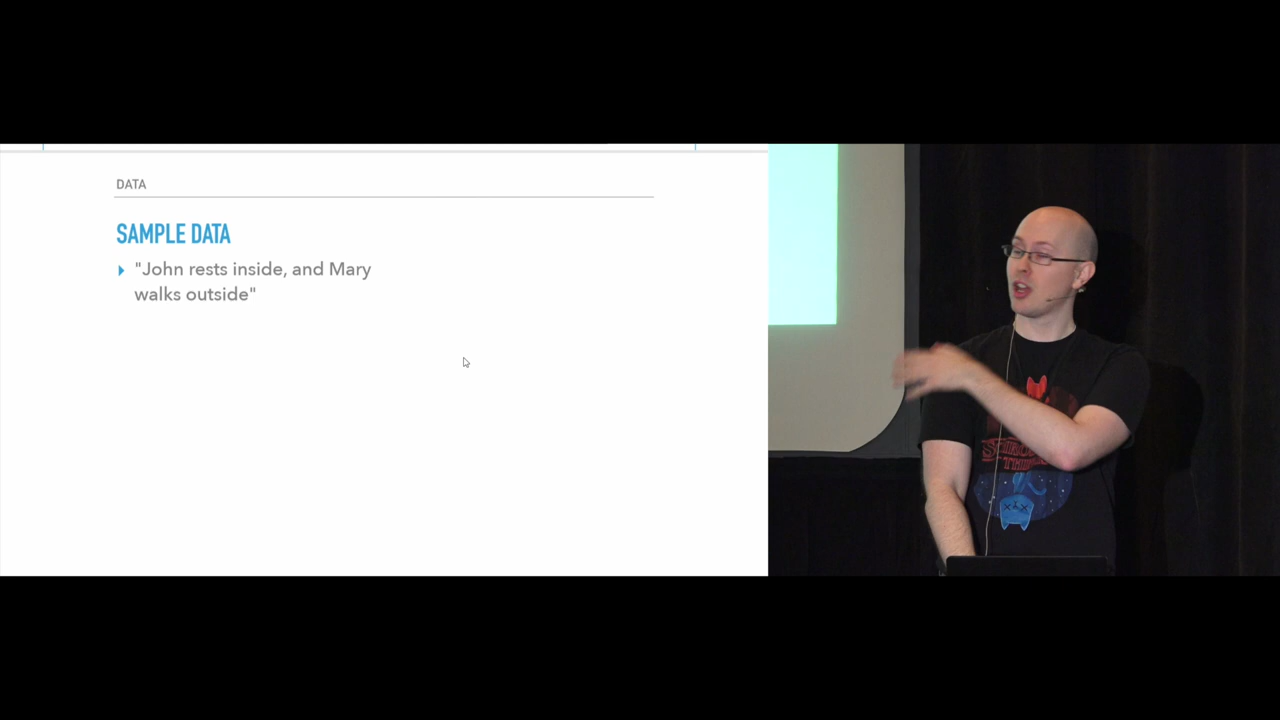 DATA
SAMPLE DATA
"John rests inside, and Mary
walks outside"